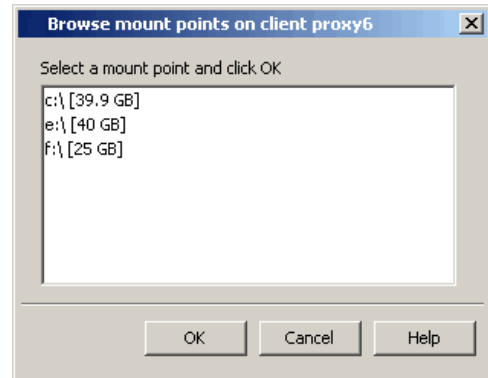 Browse mount points on client proxy6
Select a mount point and click OK
c:\ [39.9 GB]
e:\ [40 GB]
f:\ [25 GB]
OK Cancel Help